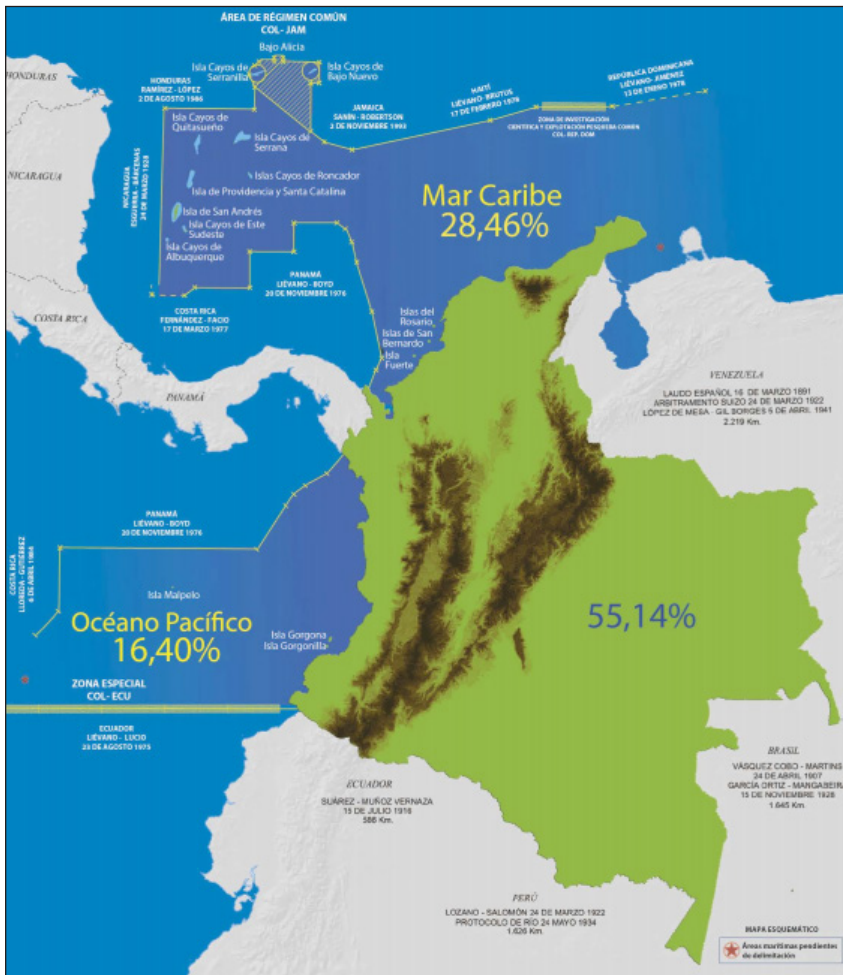 ÁREA DE RÉGIMEN COMÚN
COL- JAM
Bajo Alicia
Isla Cayos de
Serranilla
Isla Cayos de
Bajo Nuevo
HONDURAS
HONDURAS
RAMÍREZ - LÓPEZ
2 DE AGOSTO 1986
JAMAICA
SANÍN - ROBERTSON
HAITÍ
LIÉVANO - BRUTUS
17 DE FEBRERO 1978
REPÚBLICA DOMINICANA
LIÉVANO - JIMÉNEZ
13 DE ENERO 1978
ZONA DE INVESTIGACIÓN
CIENTÍFICA Y EXPLOTACIÓN PESQUERA COMÚN
COL- REP. DOM
Isla Cayos de
Quitasueño
Isla Cayos de
Serrana
Islas Cayos de Roncador
Isla de Providencia y Santa Catalina
Isla de San Andrés
Isla Cayos de Este
Sudeste
Isla Cayos de
Albuquerque
NICARAGUA
NICARAGUA
ESGUERRA - BÁRCENAS
24 DE MARZO 1928
Mar Caribe
28,46%
PANAMÁ
LIÉVANO - BOYD
20 DE NOVIEMBRE 1976
COSTA RICA
COSTA RICA
FERNÁNDEZ - FACIO
17 DE MARZO 1977
Islas del
Rosario
Islas de San
Bernardo
Isla
Fuerte
PANAMÁ
VENEZUELA
LAUDO ESPAÑOL 16 DE MARZO 1891
ARBITRAMENTO SUIZO 24 DE MARZO 1922
LÓPEZ DE MESA - GIL BORGES 5 DE ABRIL 1941
2.219 Km.
PANAMÁ
LIÉVANO - BOYD
20 DE NOVIEMBRE 1976
COSTA RICA
LLOREDA - GUTIÉRREZ
6 DE ABRIL 1984
Isla Malpelo
Océano Pacífico
16,40%
Isla Gorgona
Isla Gorgonilla
55,14%
ZONA ESPECIAL
COL- ECU
ECUADOR
LIÉVANO - LUCIO
23 DE AGOSTO 1975
ECUADOR
SUÁREZ - MUÑOZ VERNAZA
15 DE JULIO 1916
586 Km.
BRASIL
VÁSQUEZ COBO - MARTINS
24 DE ABRIL 1907
GARCÍA ORTIZ - MANGABEIRA
15 DE NOVIEMBRE 1928
1.645 Km.
PERÚ
LOZANO - SALOMÓN 24 DE MARZO 1922
PROTOCOLO DE RÍO 24 MAYO 1934
1.626 Km.
MAPA ESQUEMÁTICO
Áreas marítimas pendientes
de delimitación